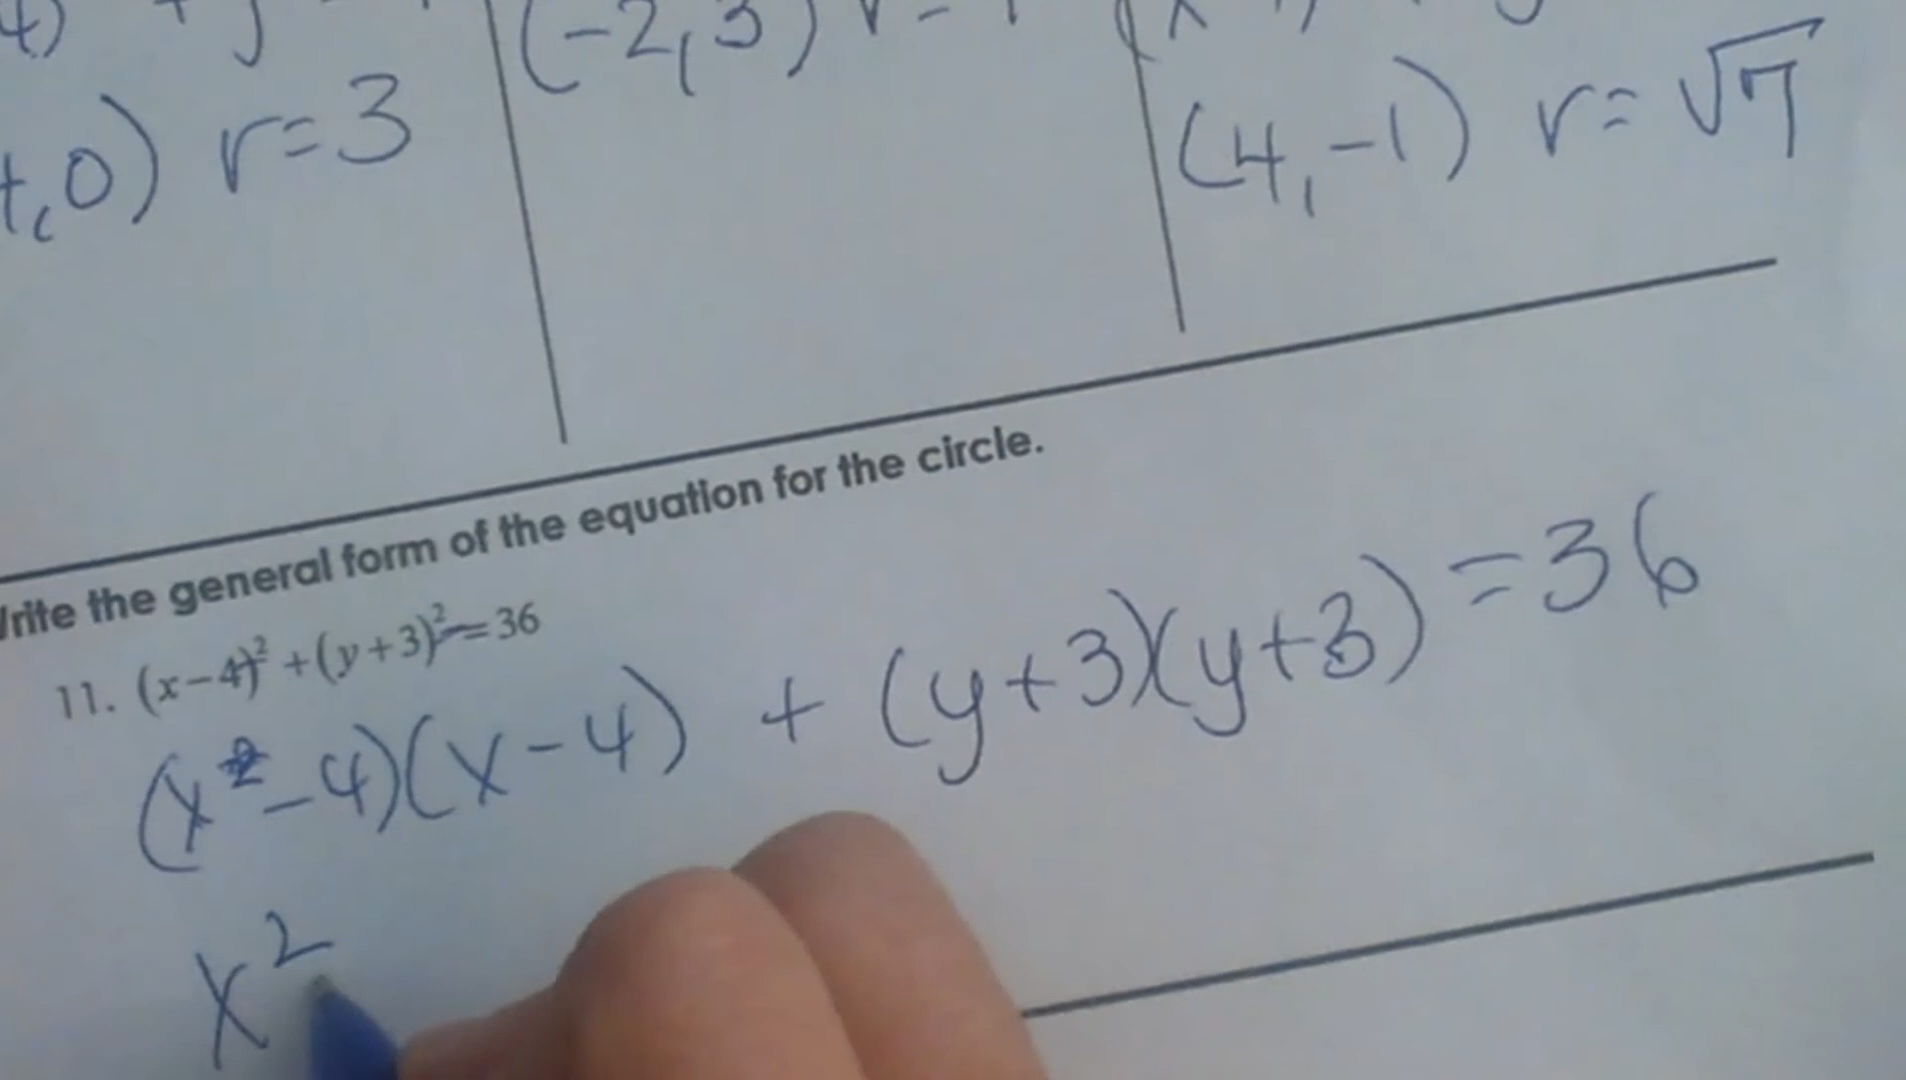 (-2,3)
,0) r=3
(4,-1) r=√7
rite the general form of the equation for the circle.
11. (x-4)² +(y+3)²=36
(x²-4)(x-4) + (y+3)(y+3) =36
x²